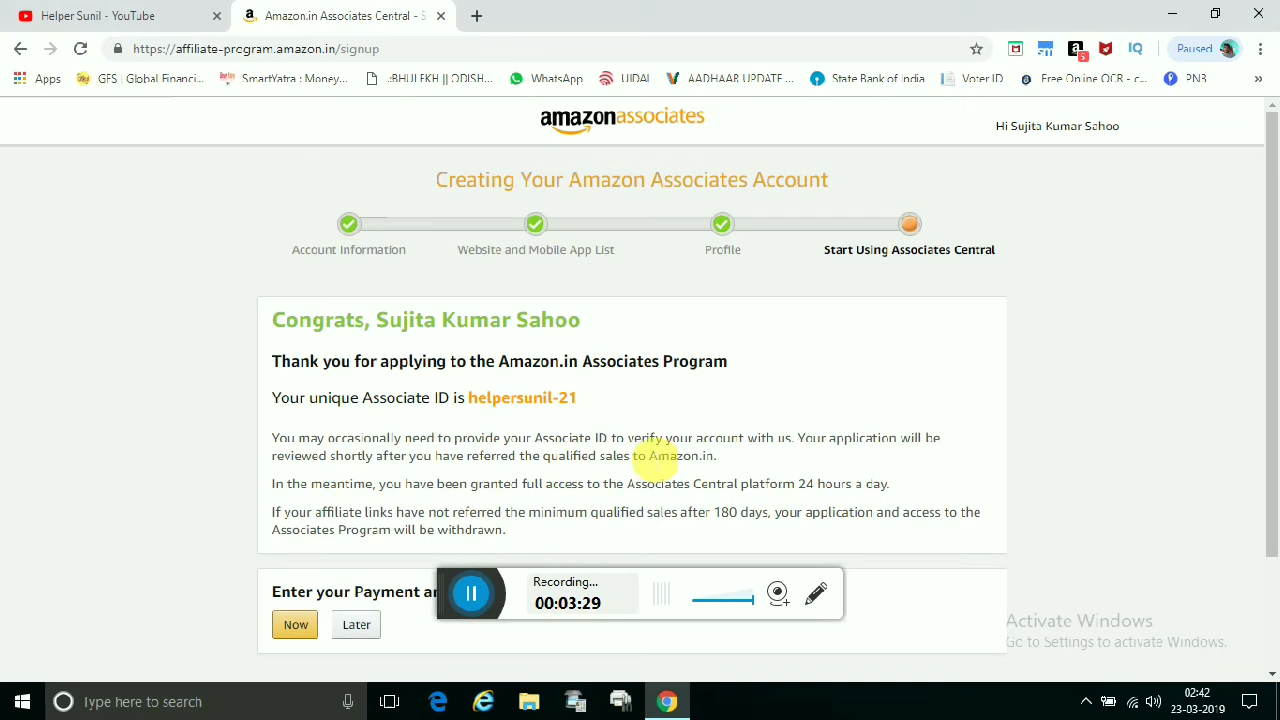 Helper Sunil - YouTube
Amazon.in Associates Central - S
https://affiliate-program.amazon.in/signup
5
IQ
Paused
Apps
GFS | Global Financi...
SmartYatra : Money...
BHULEKH || ODISH...
WhatsApp
UIDAI
AADHAAR UPDATE ...
State Bank of India
Voter ID
Free Online OCR - c...
PNB
»
amazonassociates
Hi Sujita Kumar Sahoo
Creating Your Amazon Associates Account
Account Information
Website and Mobile App List
Profile
Start Using Associates Central
Congrats, Sujita Kumar Sahoo
Thank you for applying to the Amazon.in Associates Program
Your unique Associate ID is helpersunil-21
You may occasionally need to provide your Associate ID to verify your account with us. Your application will be
reviewed shortly after you have referred the qualified sales to Amazon.in.
In the meantime, you have been granted full access to the Associates Central platform 24 hours a day.
If your affiliate links have not referred the minimum qualified sales after 180 days, your application and access to the
Associates Program will be withdrawn.
Enter your Payment a
Now
Later
Recording...
00:03:29
Activate Windows
Go to Settings to activate Windows.
Type here to search
02:42
23-03-2019